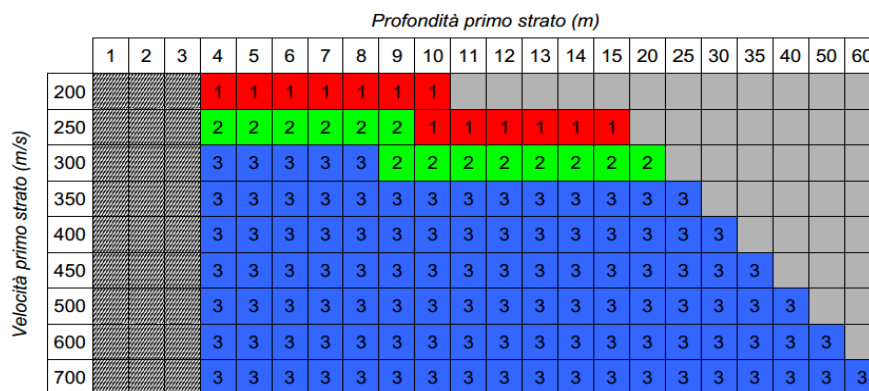 Profondità primo strato (m)
1 2 3 4 5 6 7 8 9 10 11 12 13 14 15 20 25 30 35 40 50 60
Velocità primo strato (m/s)
200 1 1 1 1 1 1 1
250 2 2 2 2 2 2 1 1 1 1 1 1
300 3 3 3 3 3 2 2 2 2 2 2 2 2
350 3 3 3 3 3 3 3 3 3 3 3 3 3 3
400 3 3 3 3 3 3 3 3 3 3 3 3 3 3 3
450 3 3 3 3 3 3 3 3 3 3 3 3 3 3 3 3
500 3 3 3 3 3 3 3 3 3 3 3 3 3 3 3 3 3
600 3 3 3 3 3 3 3 3 3 3 3 3 3 3 3 3 3 3
700 3 3 3 3 3 3 3 3 3 3 3 3 3 3 3 3 3 3 3